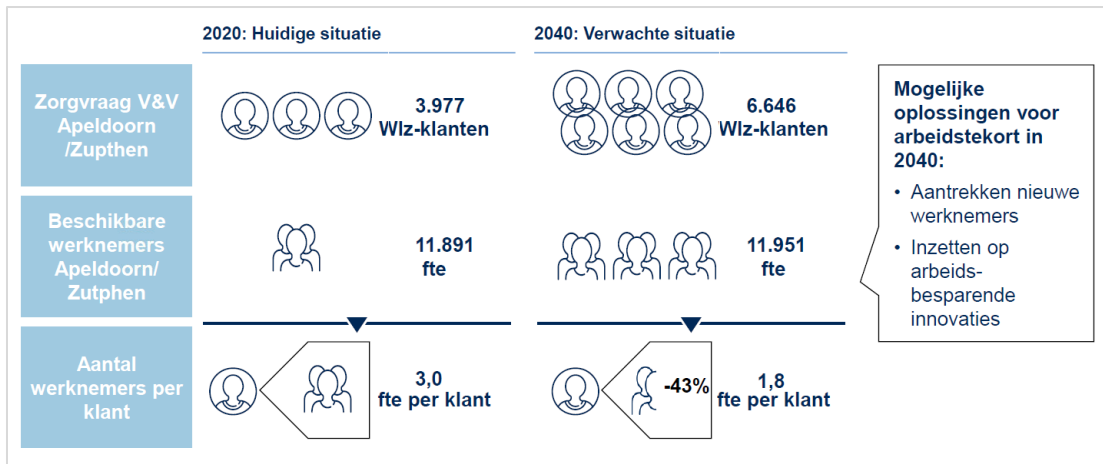 2020: Huidige situatie
2040: Verwachte situatie
Zorgvraag V&V
Apeldoorn
/Zupthen
3.977
Wlz-klanten
6.646
Wlz-klanten
Beschikbare
werknemers
Apeldoorn/
Zutphen
11.891
fte
11.951
fte
Aantal
werknemers per
klant
3,0
fte per klant
-43%
1,8
fte per klant
Mogelijke
oplossingen voor
arbeidstekort in
2040:
• Aantrekken nieuwe
werknemers
• Inzetten op
arbeids-
besparende
innovaties